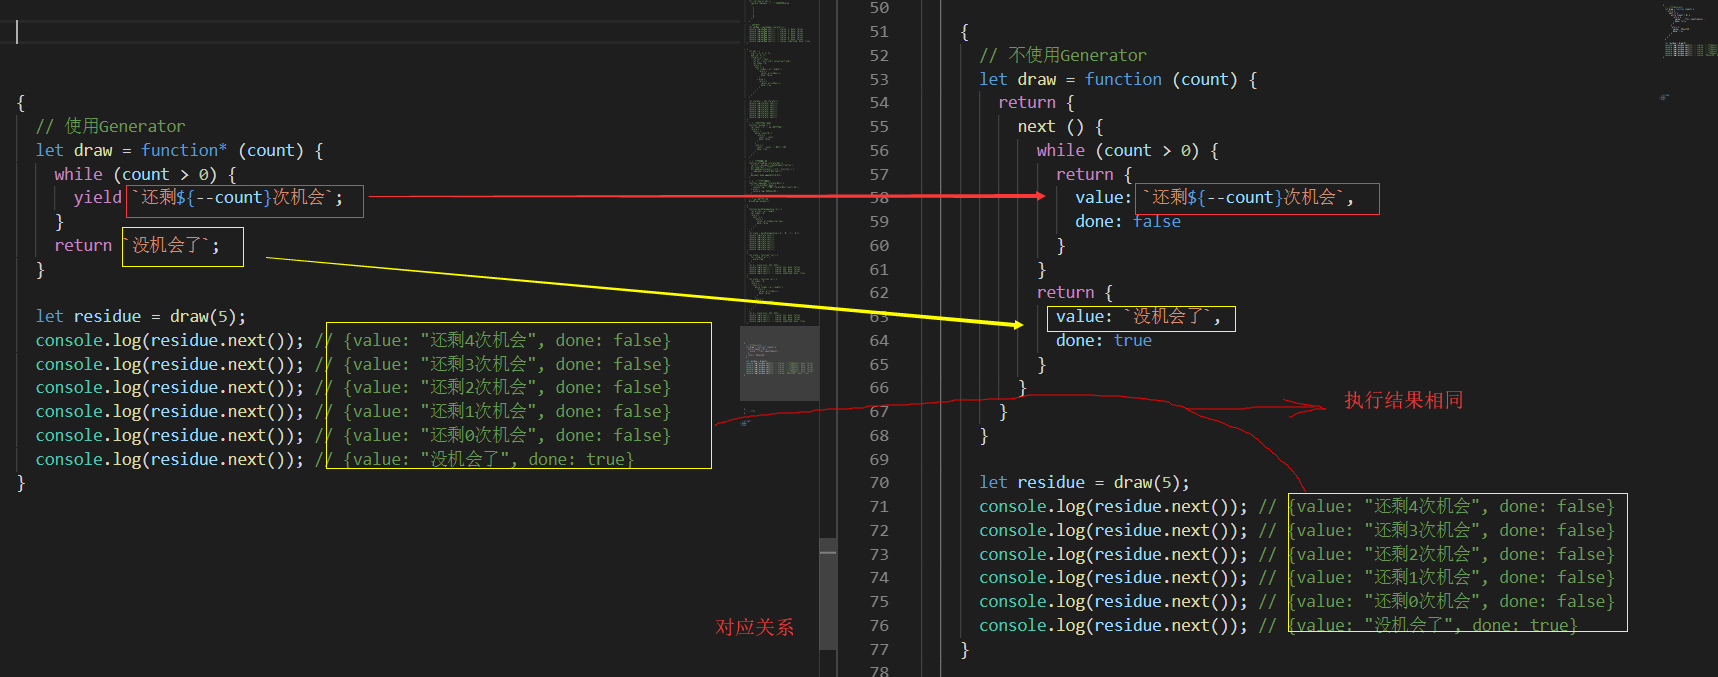 {
// 使用Generator
let draw = function* (count) {
while (count > 0) {
yield `还剩${--count}次机会`;
}
return `没机会了`;
}
let residue = draw(5);
console.log(residue.next()); // {value: "还剩4次机会", done: false}
console.log(residue.next()); // {value: "还剩3次机会", done: false}
console.log(residue.next()); // {value: "还剩2次机会", done: false}
console.log(residue.next()); // {value: "还剩1次机会", done: false}
console.log(residue.next()); // {value: "还剩0次机会", done: false}
console.log(residue.next()); // {value: "没机会了", done: true}
}
对应关系
50
51 {
52 // 不使用Generator
53 let draw = function (count) {
54 return {
55 next () {
56 while (count > 0) {
57 return {
58 value: `还剩${--count}次机会`,
59 done: false
60 }
61 }
62 return {
63 value: `没机会了`,
64 done: true
65 }
66 }
67 }
68 }
69
70 let residue = draw(5);
71 console.log(residue.next()); // {value: "还剩4次机会", done: false}
72 console.log(residue.next()); // {value: "还剩3次机会", done: false}
73 console.log(residue.next()); // {value: "还剩2次机会", done: false}
74 console.log(residue.next()); // {value: "还剩1次机会", done: false}
75 console.log(residue.next()); // {value: "还剩0次机会", done: false}
76 console.log(residue.next()); // {value: "没机会了", done: true}
77 }
78
执行结果相同